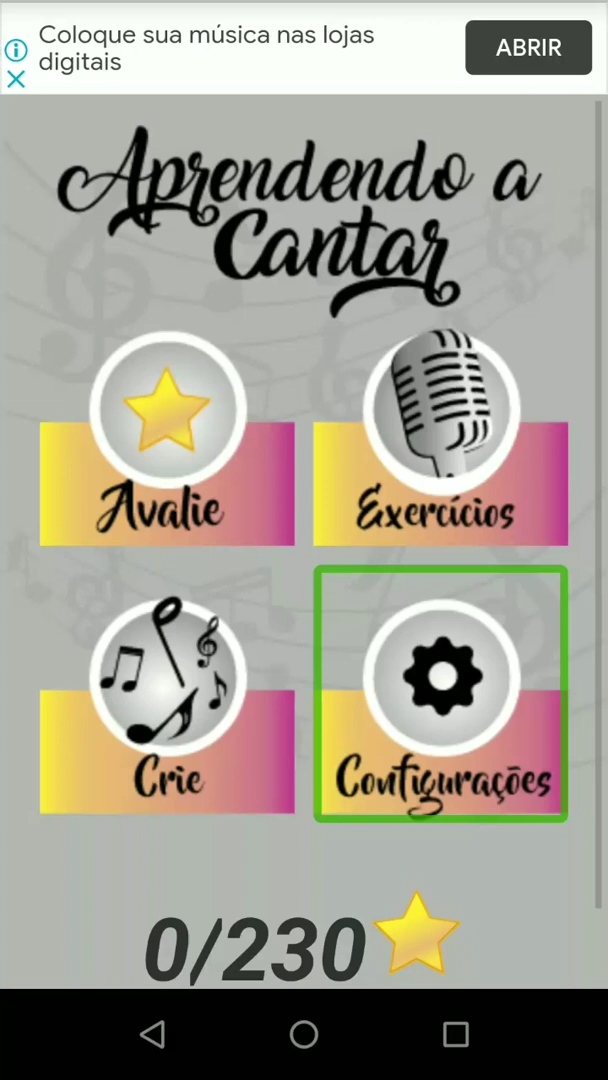 Coloque sua música nas lojas
digitais
ABRIR
Aprendendo a
Cantar
Avalie
Exercícios
Crie
Configurações
0/230